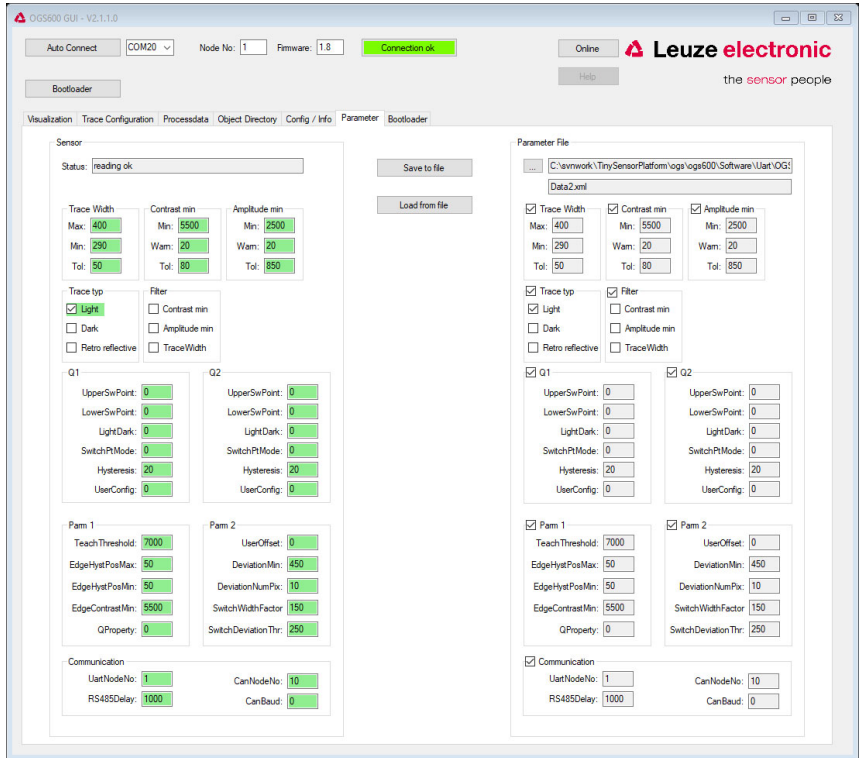 OGS600 GUI - V2.1.1.0
Auto Connect COM20 Node No: 1 Firmware: 1.8 Connection ok Online Leuze electronic
Help the sensor people
Bootloader
Visualization Trace Configuration Processdata Object Directory Config / Info Parameter Bootloader
Sensor
Status: reading ok
Trace Width Contrast min Amplitude min
Max: 400 Min: 5500 Min: 2500
Min: 290 Warn: 20 Warn: 20
Tol: 50 Tol: 80 Tol: 850
Trace typ Filter
Light Contrast min
Dark Amplitude min
Retro reflective TraceWidth
Q1 Q2
UpperSwPoint: 0 UpperSwPoint: 0
LowerSwPoint: 0 LowerSwPoint: 0
LightDark: 0 LightDark: 0
SwitchPtMode: 0 SwitchPtMode: 0
Hysteresis: 20 Hysteresis: 20
UserConfig: 0 UserConfig: 0
Parm 1 Parm 2
TeachThreshold: 7000 UserOffset: 0
EdgeHystPosMax: 50 DeviationMin: 450
EdgeHystPosMin: 50 DeviationNumPix: 10
EdgeContrastMin: 5500 SwitchWidthFactor 150
QProperty: 0 SwitchDeviationThr: 250
Communication
UartNodeNo: 1 CanNodeNo: 10
RS485Delay: 1000 CanBaud: 0
Save to file
Load from file
Parameter File
... C:\svnwork\TinySensorPlatform\ogs\ogs600\Software\Uart\OGS
Data2.xml
Trace Width Contrast min Amplitude min
Max: 400 Min: 5500 Min: 2500
Min: 290 Warn: 20 Warn: 20
Tol: 50 Tol: 80 Tol: 850
Trace typ Filter
Light Contrast min
Dark Amplitude min
Retro reflective TraceWidth
Q1 Q2
UpperSwPoint: 0 UpperSwPoint: 0
LowerSwPoint: 0 LowerSwPoint: 0
LightDark: 0 LightDark: 0
SwitchPtMode: 0 SwitchPtMode: 0
Hysteresis: 20 Hysteresis: 20
UserConfig: 0 UserConfig: 0
Parm 1 Parm 2
TeachThreshold: 7000 UserOffset: 0
EdgeHystPosMax: 50 DeviationMin: 450
EdgeHystPosMin: 50 DeviationNumPix: 10
EdgeContrastMin: 5500 SwitchWidthFactor 150
QProperty: 0 SwitchDeviationThr: 250
Communication
UartNodeNo: 1 CanNodeNo: 10
RS485Delay: 1000 CanBaud: 0